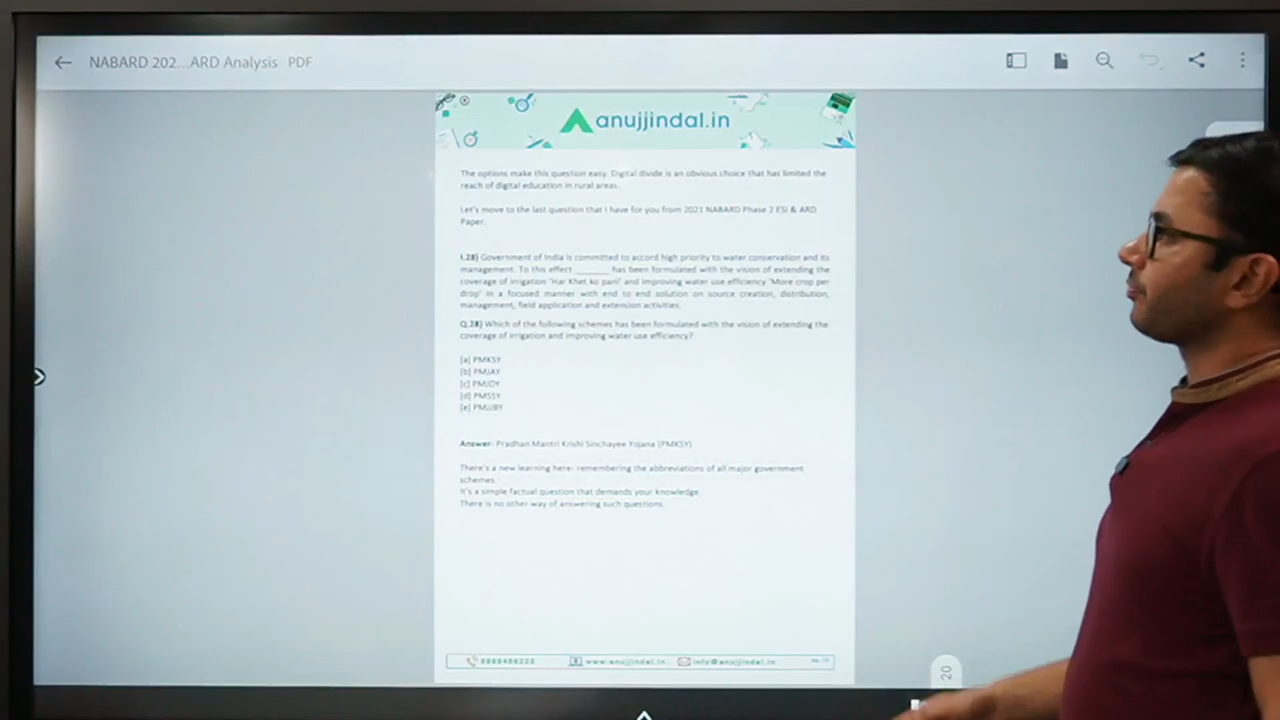 NABARD 202...ARD Analysis PDF
anujjindal.in
The options make this question easy. Digital divide is an obvious choice that has limited the
reach of digital education in rural areas.
Let's move to the last question that I have for you from 2021 NABARD Phase 2 ESI & ARD
Paper.
I.28) Government of India is committed to accord high priority to water conservation and its
management. To this effect _______ has been formulated with the vision of extending the
coverage of irrigation 'Har Khet ko pani' and improving water use efficiency 'More crop per
drop' in a focused manner with end to end solution on source creation, distribution,
management, field application and extension activities.
Q.28) Which of the following schemes has been formulated with the vision of extending the
coverage of irrigation and improving water use efficiency?
[a] PMKSY
[b] PMJAY
[c] PMJDY
[d] PMSSY
[e] PMJJBY
Answer- Pradhan Mantri Krishi Sinchayee Yojana (PMKSY)
There's a new learning here- remembering the abbreviations of all major government
schemes.
It's a simple factual question that demands your knowledge
There is no other way of answering such questions.
www.anujjindal.in info@anujjindal.in
20